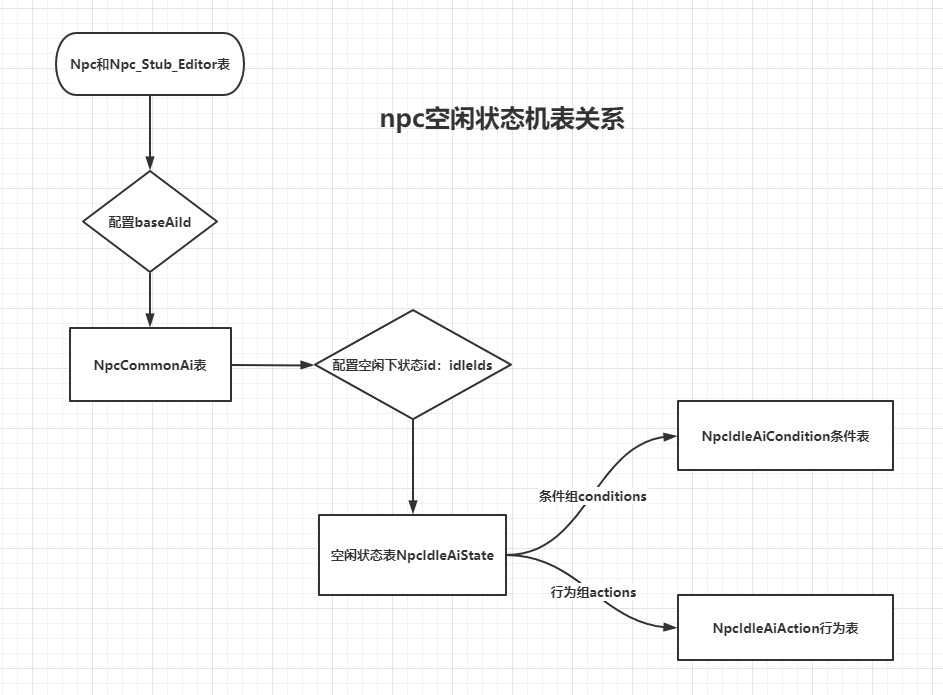 Npc和Npc_Stub_Editor表
npc空闲状态机表关系
配置baseAiId
NpcCommonAi表
配置空闲下状态id：idleIds
NpcIdleAiCondition条件表
条件组conditions
空闲状态表NpcIdleAiState
行为组actions
NpcIdleAiAction行为表